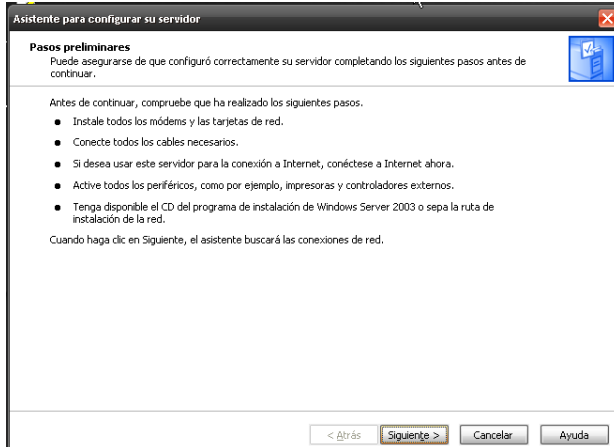 Asistente para configurar su servidor
Pasos preliminares
Puede asegurarse de que configuró correctamente su servidor completando los siguientes pasos antes de
continuar.
Antes de continuar, compruebe que ha realizado los siguientes pasos.
● Instale todos los módems y las tarjetas de red.
● Conecte todos los cables necesarios.
● Si desea usar este servidor para la conexión a Internet, conéctese a Internet ahora.
● Active todos los periféricos, como por ejemplo, impresoras y controladores externos.
● Tenga disponible el CD del programa de instalación de Windows Server 2003 o sepa la ruta de
instalación de la red.
Cuando haga clic en Siguiente, el asistente buscará las conexiones de red.
< Atrás Siguiente > Cancelar Ayuda